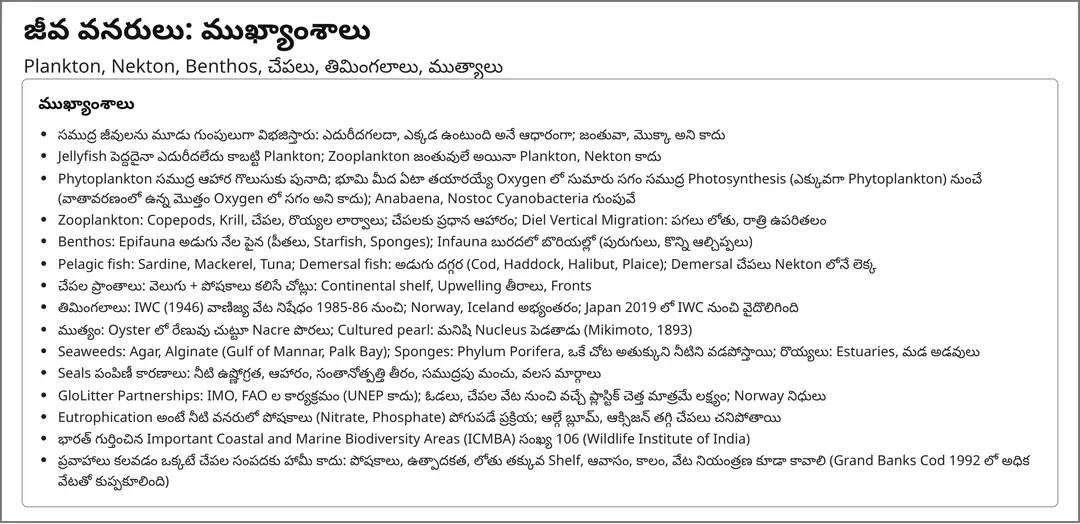 జీవ వనరులు: ముఖ్యాంశాలు
Plankton, Nekton, Benthos, చేపలు, తిమింగలాలు, ముత్యాలు
ముఖ్యాంశాలు
• సముద్ర జీవులను మూడు గుంపులుగా విభజిస్తారు: ఎదురీదగలదా, ఎక్కడ ఉంటుంది అనే ఆధారంగా; జంతువా, మొక్కా అని కాదు
• Jellyfish పెద్దదైనా ఎదురీదలేదు కాబట్టి Plankton; Zooplankton జంతువులే అయినా Plankton, Nekton కాదు
• Phytoplankton సముద్ర ఆహార గొలుసుకు పునాది; భూమి మీద ఏటా తయారయ్యే Oxygen లో సుమారు సగం సముద్ర Photosynthesis (ఎక్కువగా Phytoplankton) నుంచే
(వాతావరణంలో ఉన్న మొత్తం Oxygen లో సగం అని కాదు); Anabaena, Nostoc Cyanobacteria గుంపువే
• Zooplankton: Copepods, Krill, చేపల, రొయ్యల లార్వాలు; చేపలకు ప్రధాన ఆహారం; Diel Vertical Migration: పగలు లోతు, రాత్రి ఉపరితలం
• Benthos: Epifauna అడుగు నేల పైన (పీతలు, Starfish, Sponges); Infauna బురదలో బొరియల్లో (పురుగులు, కొన్ని ఆల్చిప్పలు)
• Pelagic fish: Sardine, Mackerel, Tuna; Demersal fish: అడుగు దగ్గర (Cod, Haddock, Halibut, Plaice); Demersal చేపలు Nekton లోనే లెక్క
• చేపల ప్రాంతాలు: వెలుగు + పోషకాలు కలిసే చోట్లు: Continental shelf, Upwelling తీరాలు, Fronts
• తిమింగలాలు: IWC (1946) వాణిజ్య వేట నిషేధం 1985-86 నుంచి; Norway, Iceland అభ్యంతరం; Japan 2019 లో IWC నుంచి వైదొలిగింది
• ముత్యం: Oyster లో రేణువు చుట్టూ Nacre పొరలు; Cultured pearl: మనిషి Nucleus పెడతాడు (Mikimoto, 1893)
• Seaweeds: Agar, Alginate (Gulf of Mannar, Palk Bay); Sponges: Phylum Porifera, ఒకే చోట అతుక్కుని నీటిని వడపోస్తాయి; రొయ్యలు: Estuaries, మడ అడవులు
• Seals పంపిణీ కారణాలు: నీటి ఉష్ణోగ్రత, ఆహారం, సంతానోత్పత్తి తీరం, సముద్రపు మంచు, వలస మార్గాలు
• GloLitter Partnerships: IMO, FAO ల కార్యక్రమం (UNEP కాదు); ఓడలు, చేపల వేట నుంచి వచ్చే ప్లాస్టిక్ చెత్త మాత్రమే లక్ష్యం; Norway నిధులు
• Eutrophication అంటే నీటి వనరులో పోషకాలు (Nitrate, Phosphate) పోగుపడే ప్రక్రియ; ఆల్గే బ్లూమ్, ఆక్సిజన్ తగ్గి చేపలు చనిపోతాయి
• భారత్ గుర్తించిన Important Coastal and Marine Biodiversity Areas (ICMBA) సంఖ్య 106 (Wildlife Institute of India)
• ప్రవాహాలు కలవడం ఒక్కటే చేపల సంపదకు హామీ కాదు: పోషకాలు, ఉత్పాదకత, లోతు తక్కువ Shelf, ఆవాసం, కాలం, వేట నియంత్రణ కూడా కావాలి (Grand Banks Cod 1992 లో అధిక
వేటతో కుప్పకూలింది)